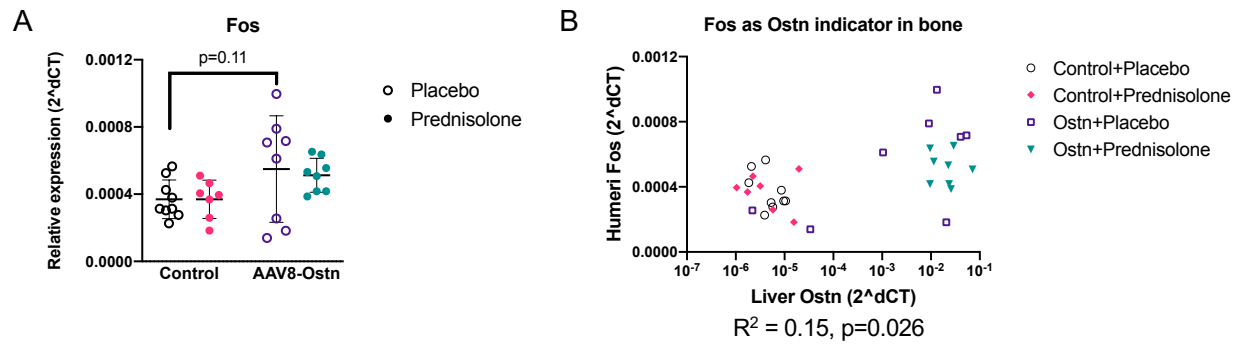 A
Fos
p=0.11
Relative expression (2^dCT)
0.0012
0.0008
0.0004
0.0000
Control
AAV8-Ostn
Placebo
Prednisolone
B
Fos as Ostn indicator in bone
Humeri Fos (2^dCT)
0.0012
0.0008
0.0004
0.0000
10-7
10-6
10-5
10-4
10-3
10-2
10-1
Liver Ostn (2^dCT)
R2 = 0.15, p=0.026
Control+Placebo
Control+Prednisolone
Ostn+Placebo
Ostn+Prednisolone